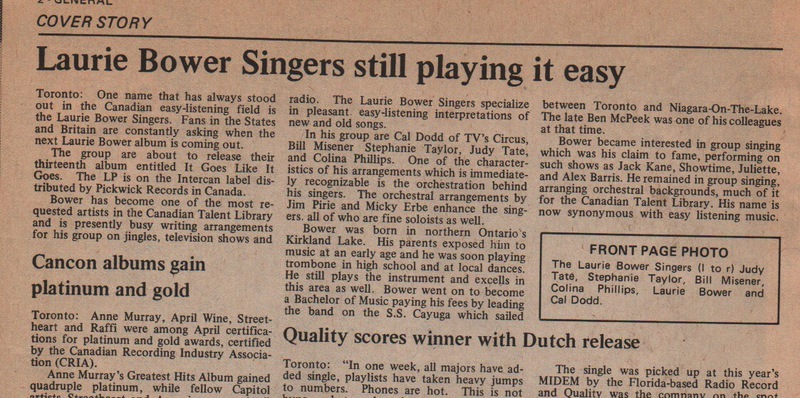 2 - GENERAL
COVER STORY
Laurie Bower Singers still playing it easy
Toronto: One name that has always stood
out in the Canadian easy-listening field is
the Laurie Bower Singers. Fans in the States
and Britain are constantly asking when the
next Laurie Bower album is coming out.
The group are about to release their
thirteenth album entitled It Goes Like It
Goes. The LP is on the Intercan label dis-
tributed by Pickwick Records in Canada.
Bower has become one of the most re-
quested artists in the Canadian Talent Library
and is presently busy writing arrangements
for his group on jingles, television shows and
radio. The Laurie Bower Singers specialize
in pleasant easy-listening interpretations of
new and old songs.
In his group are Cal Dodd of TV's Circus,
Bill Misener Stephanie Taylor, Judy Tate,
and Colina Phillips. One of the character-
istics of his arrangements which is immediate-
ly recognizable is the orchestration behind
his singers. The orchestral arrangements by
Jim Pirie and Micky Erbe enhance the sing-
ers. all of who are fine soloists as well.
Bower was born in northern Ontario's
Kirkland Lake. His parents exposed him to
music at an early age and he was soon playing
trombone in high school and at local dances.
He still plays the instrument and excells in
this area as well. Bower went on to become
a Bachelor of Music paying his fees by leading
the band on the S.S. Cayuga which sailed
between Toronto and Niagara-On-The-Lake.
The late Ben McPeek was one of his colleagues
at that time.
Bower became interested in group singing
which was his claim to fame, performing on
such shows as Jack Kane, Showtime, Juliette,
and Alex Barris. He remained in group singing,
arranging orchestral backgrounds, much of it
for the Canadian Talent Library. His name is
now synonymous with easy listening music.
FRONT PAGE PHOTO
The Laurie Bower Singers (l to r) Judy
Tate, Stephanie Taylor, Bill Misener,
Colina Phillips, Laurie Bower and
Cal Dodd.
Cancon albums gain
platinum and gold
Toronto: Anne Murray, April Wine, Street-
heart and Raffi were among April certifica-
tions for platinum and gold awards, certified
by the Canadian Recording Industry Associa-
tion (CRIA).
Anne Murray's Greatest Hits Album gained
quadruple platinum, while fellow Capitol
artists Streetheart and
Quality scores winner with Dutch release
Toronto: "In one week, all majors have ad-
ded single, playlists have taken heavy jumps
to numbers. Phones are hot. This is not
The single was picked up at this year's
MIDEM by the Florida-based Radio Record
and Quality was the company on the spot